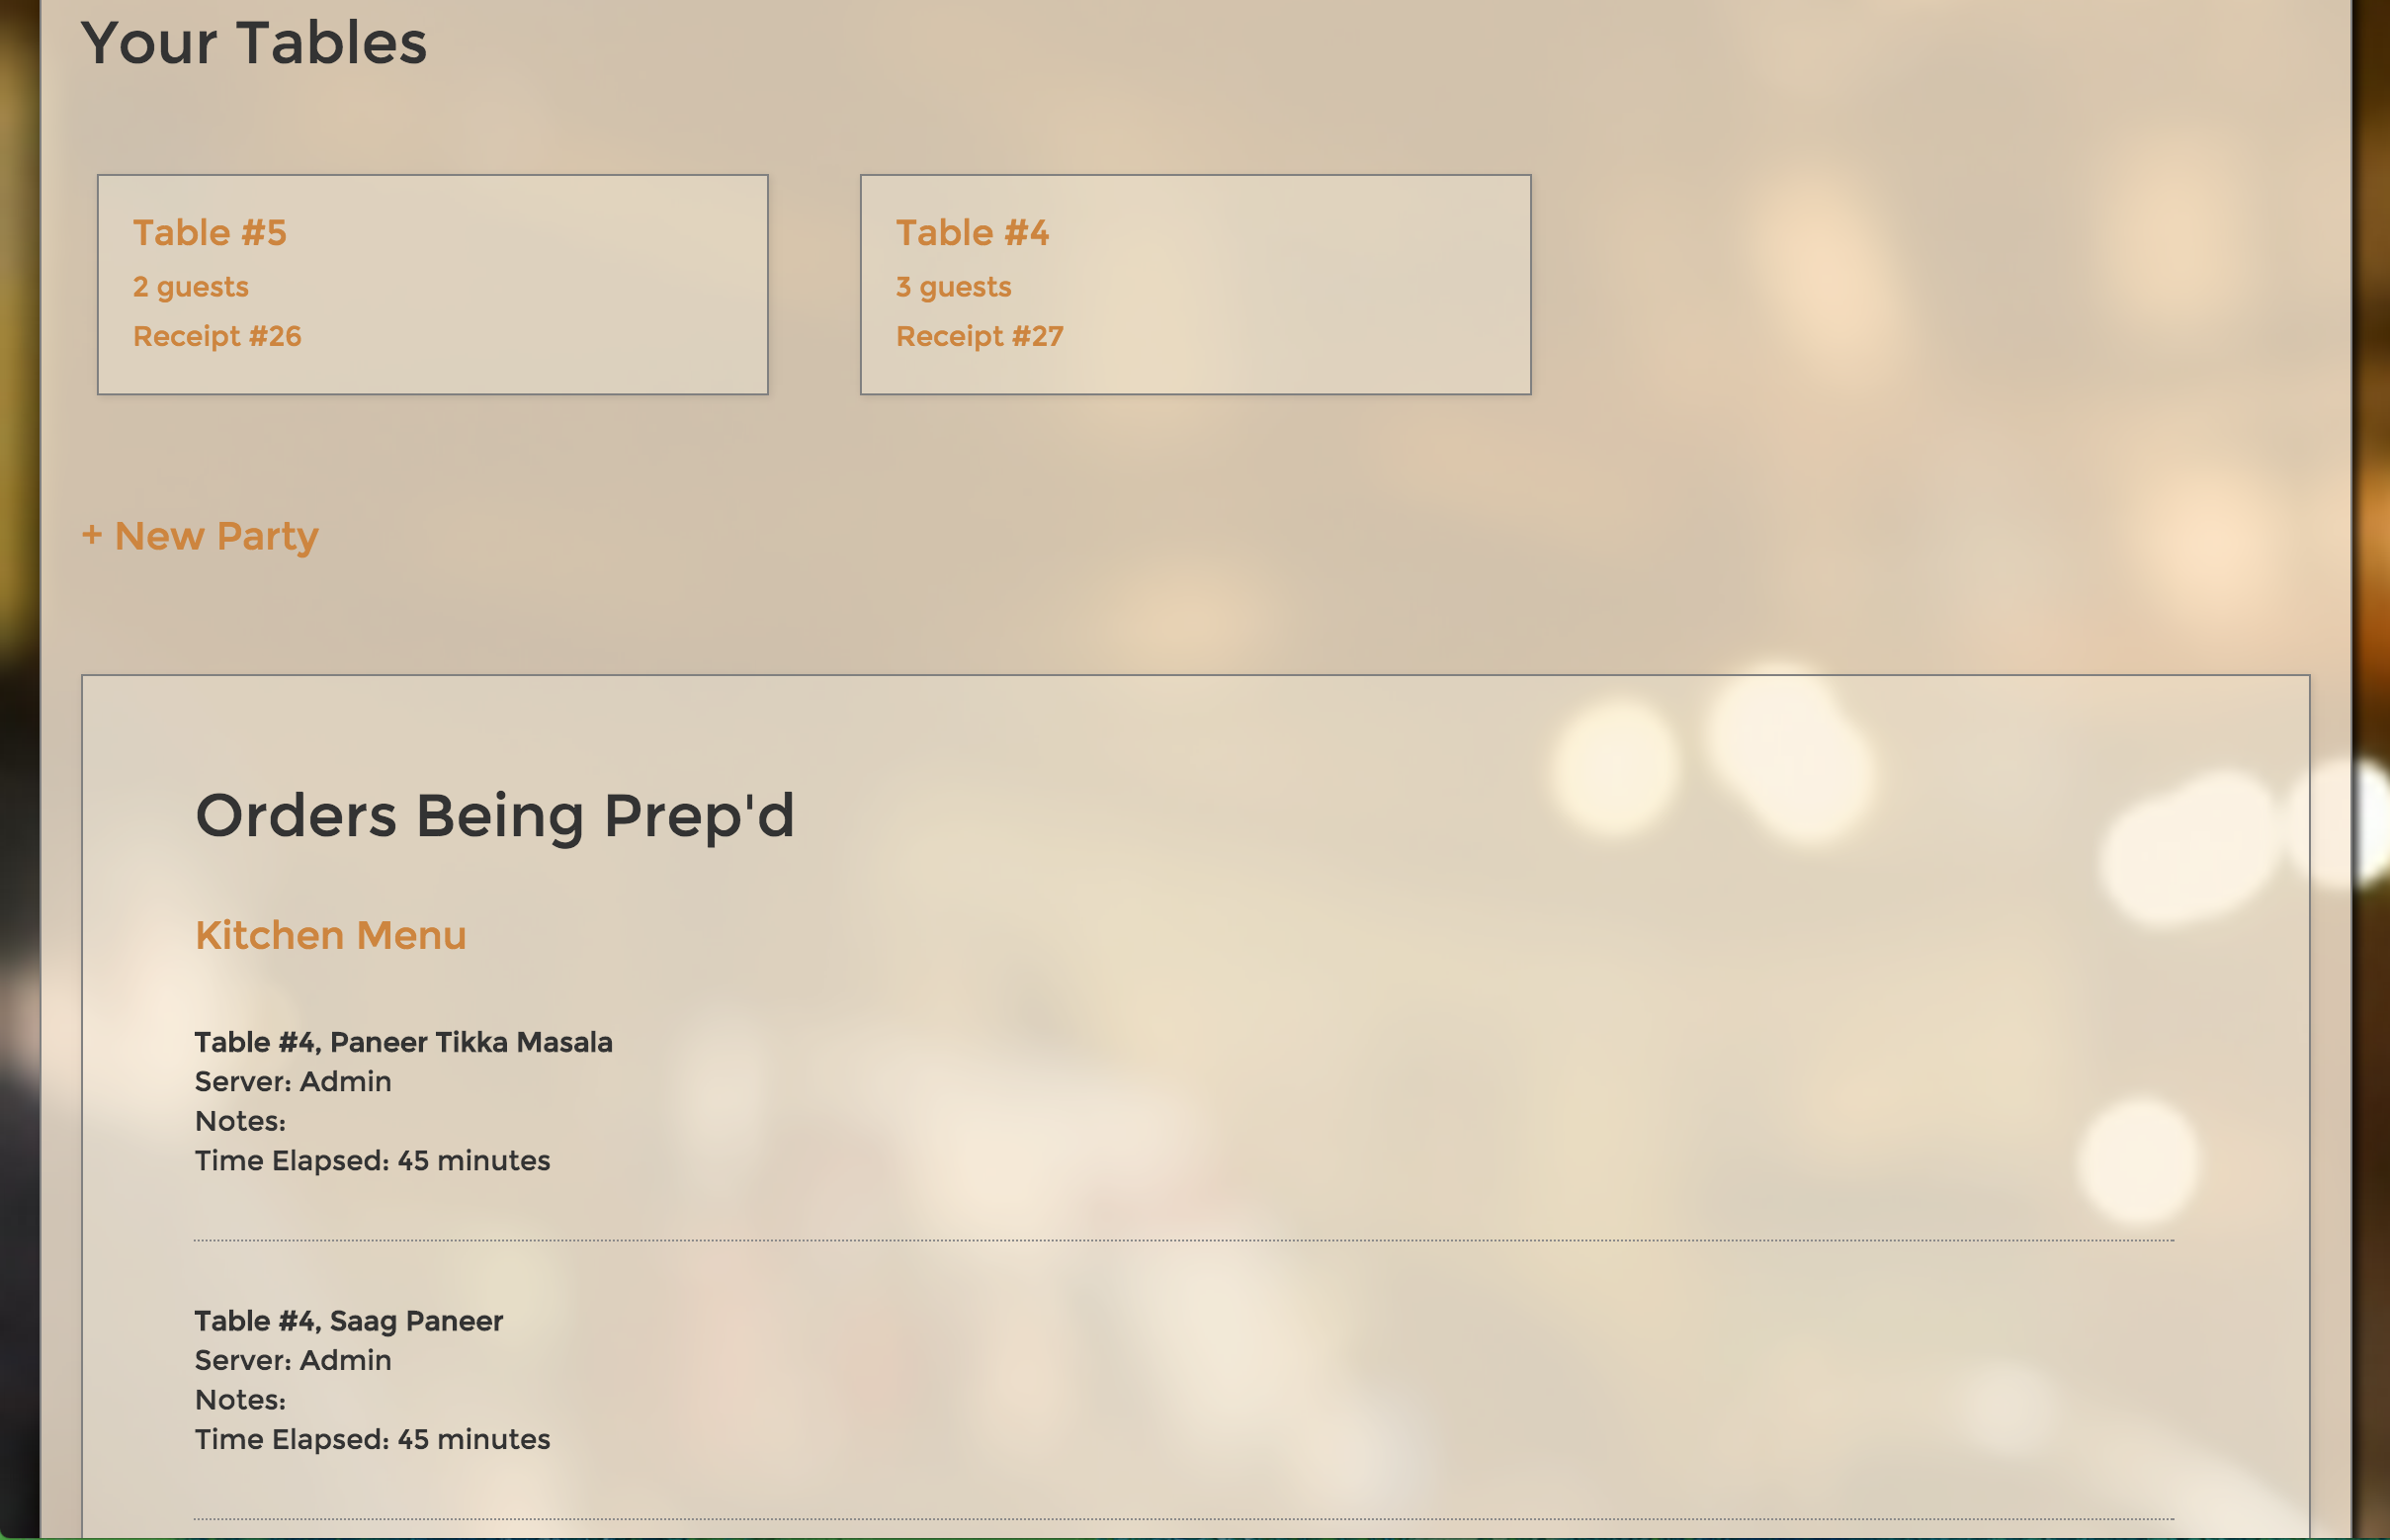 Your Tables
Table #5
2 guests
Receipt #26
Table #4
3 guests
Receipt #27
+ New Party
Orders Being Prep'd
Kitchen Menu
Table #4, Paneer Tikka Masala
Server: Admin
Notes:
Time Elapsed: 45 minutes
Table #4, Saag Paneer
Server: Admin
Notes:
Time Elapsed: 45 minutes